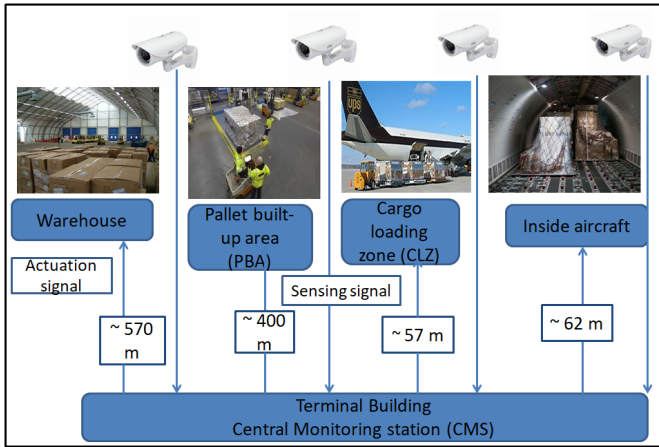 ups
Warehouse
Pallet built-
up area
(PBA)
Cargo
loading
zone (CLZ)
Inside aircraft
Actuation
signal
Sensing signal
~ 570
m
~ 400
m
~ 57 m
~ 62 m
Terminal Building
Central Monitoring station (CMS)